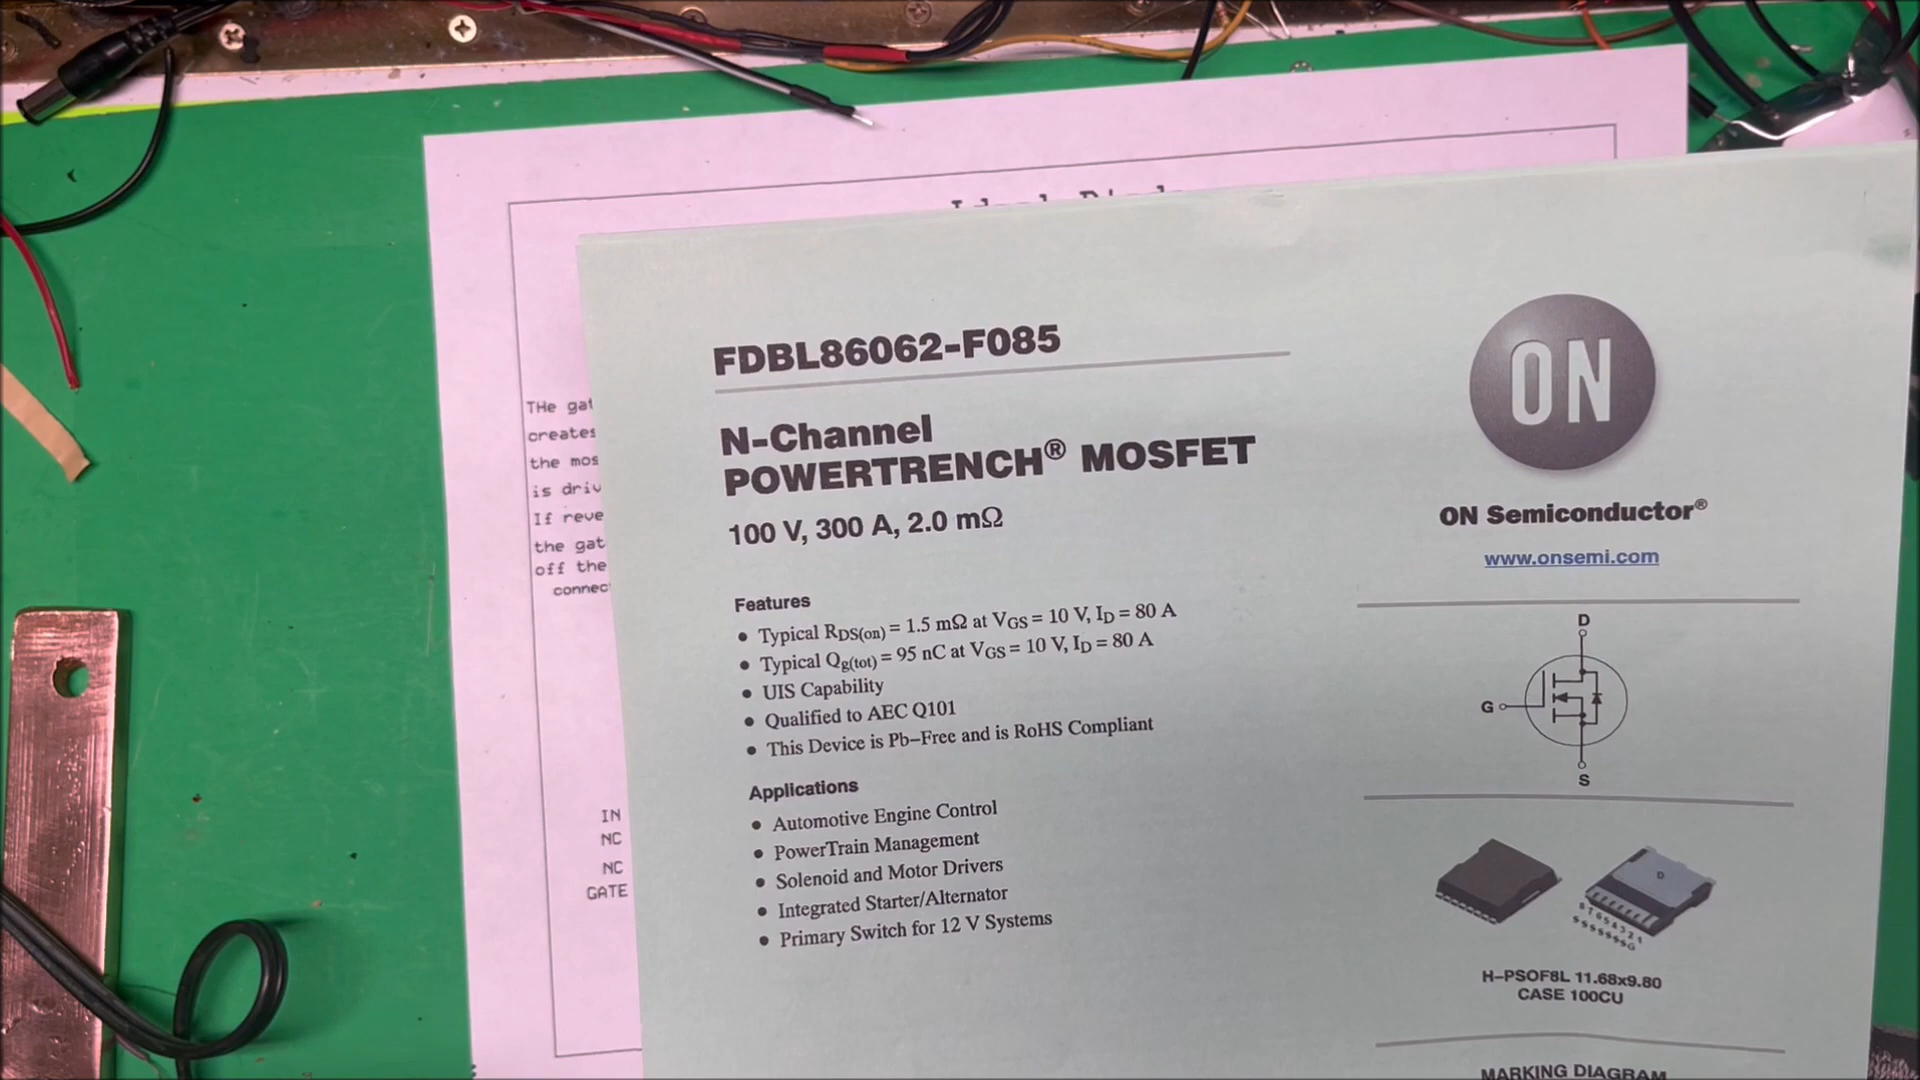 THe gat
creates
the mos
is driv
If reve
the gat
off the
connec
IN
NC
NC
GATE
FDBL86062-F085
N-Channel
POWERTRENCH® MOSFET
100 V, 300 A, 2.0 mΩ
Features
• Typical RDS(on) = 1.5 mΩ at VGS = 10 V, ID = 80 A
• Typical Qg(tot) = 95 nC at VGS = 10 V, ID = 80 A
• UIS Capability
• Qualified to AEC Q101
• This Device is Pb–Free and is RoHS Compliant
Applications
• Automotive Engine Control
• PowerTrain Management
• Solenoid and Motor Drivers
• Integrated Starter/Alternator
• Primary Switch for 12 V Systems
ON
ON Semiconductor®
www.onsemi.com
D
G
S
D
H–PSOF8L 11.68x9.80
CASE 100CU
MARKING DIAGRAM